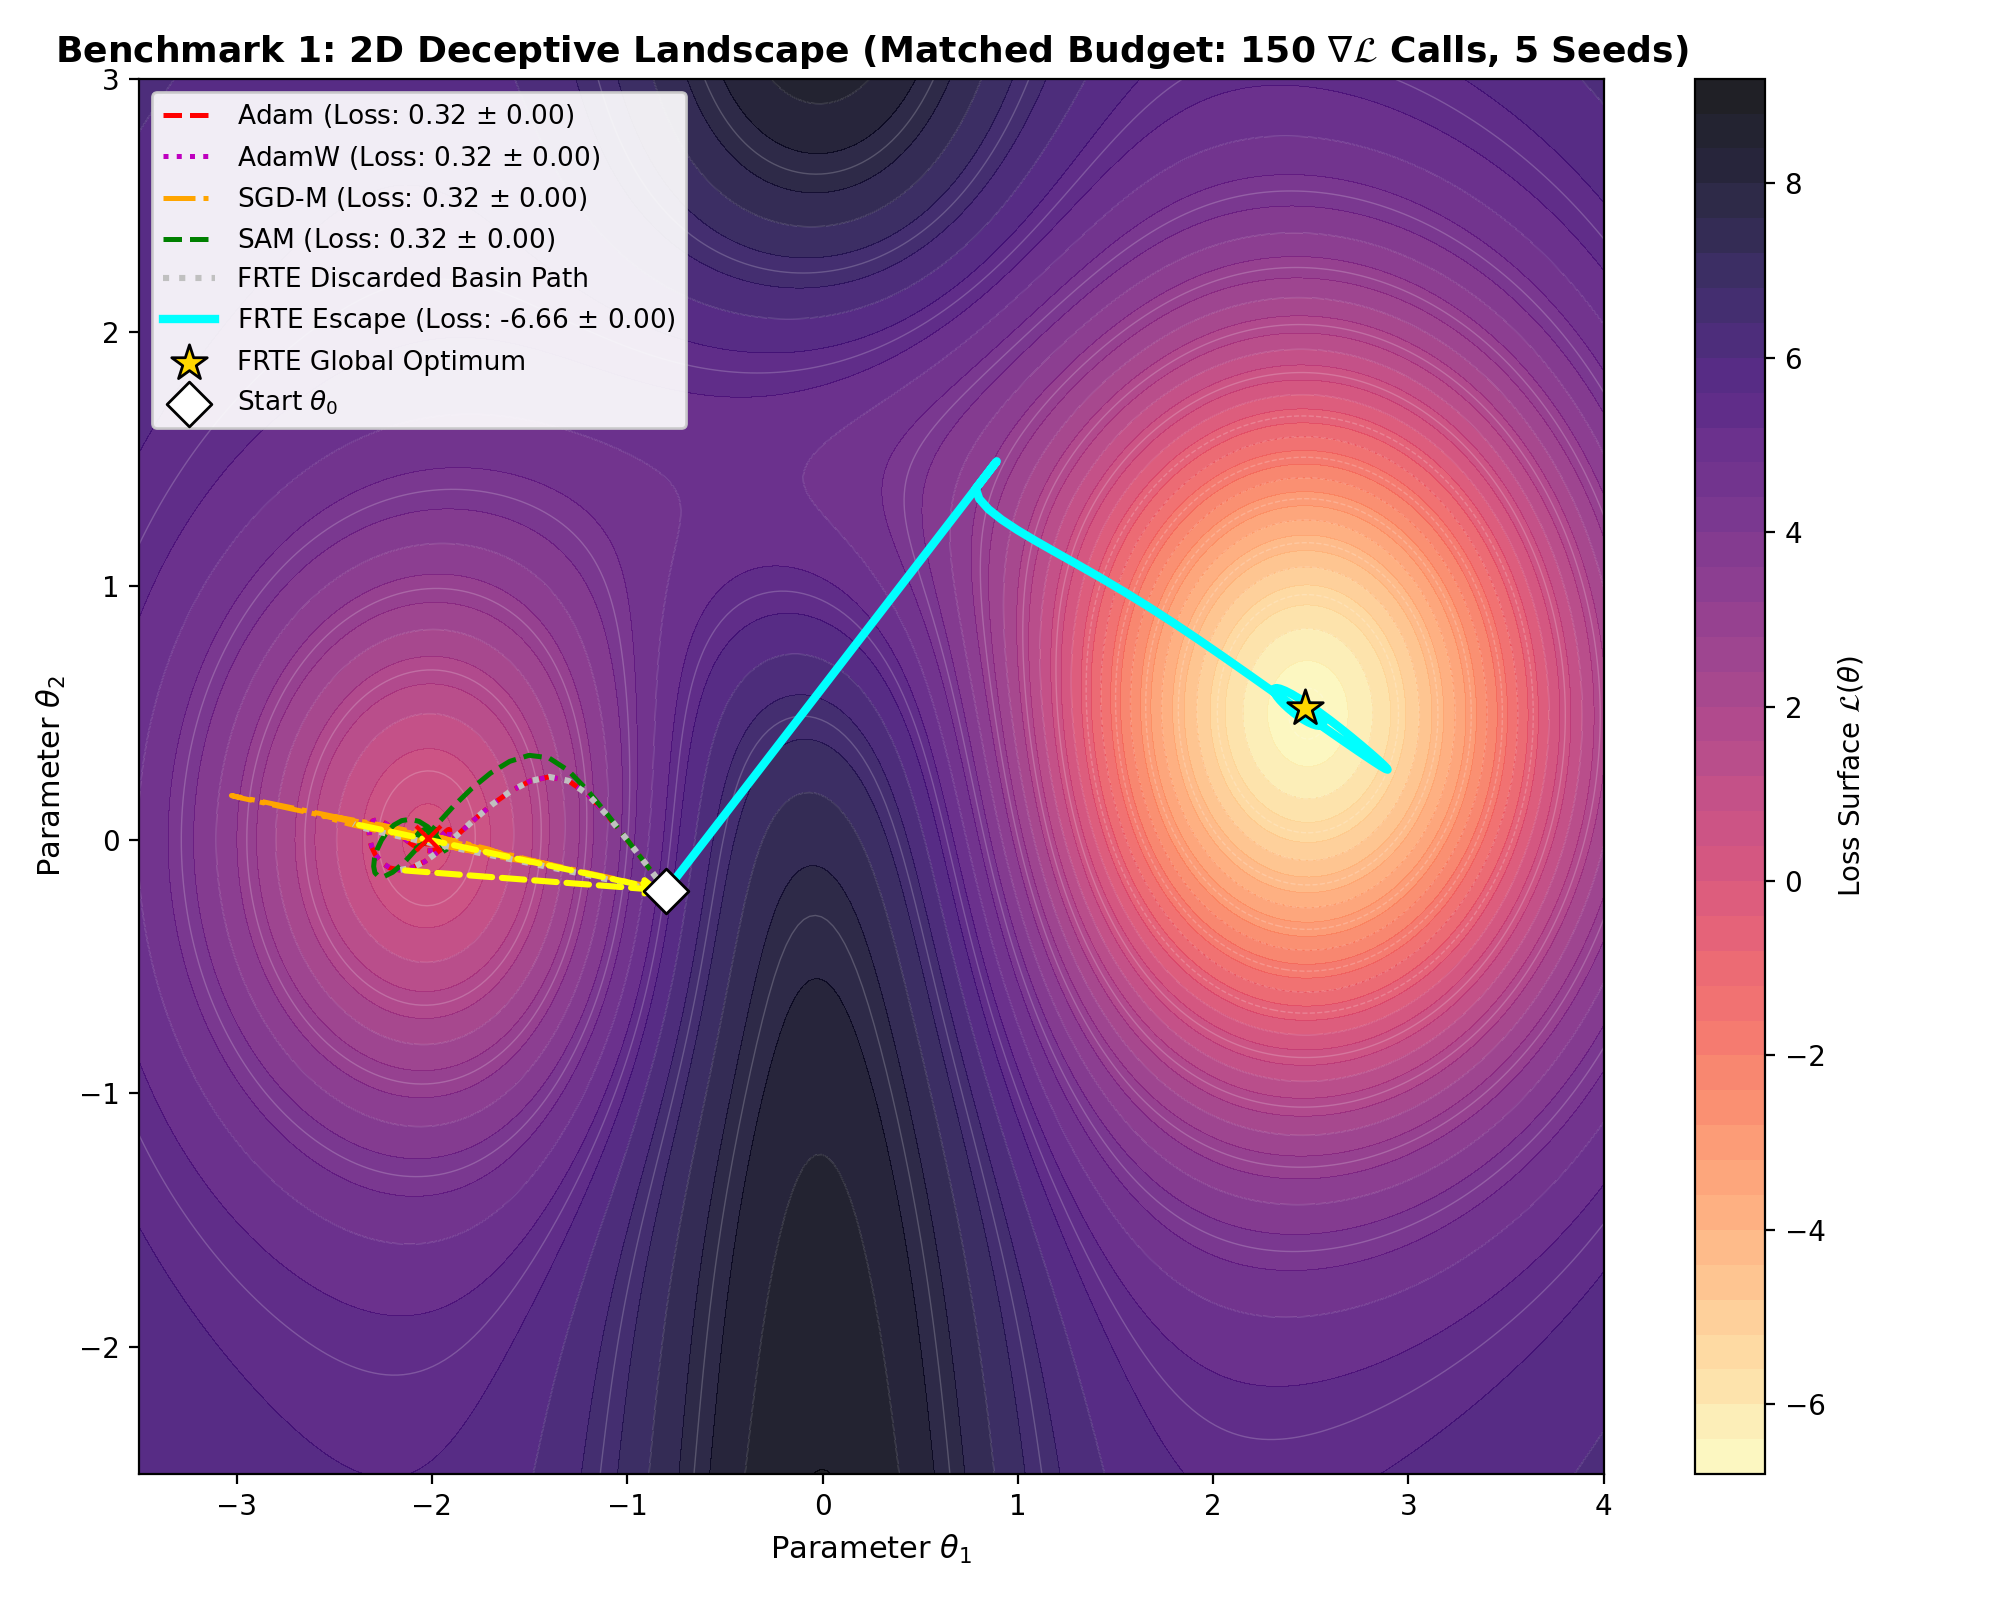 Benchmark 1: 2D Deceptive Landscape (Matched Budget: 150 ∇ℒ Calls, 5 Seeds)
Adam (Loss: 0.32 ± 0.00)
AdamW (Loss: 0.32 ± 0.00)
SGD-M (Loss: 0.32 ± 0.00)
SAM (Loss: 0.32 ± 0.00)
FRTE Discarded Basin Path
FRTE Escape (Loss: -6.66 ± 0.00)
FRTE Global Optimum
Start θ₀
3
2
1
0
−1
−2
Parameter θ₂
−3
−2
−1
0
1
2
3
4
Parameter θ₁
8
6
4
2
0
−2
−4
−6
Loss Surface ℒ(θ)